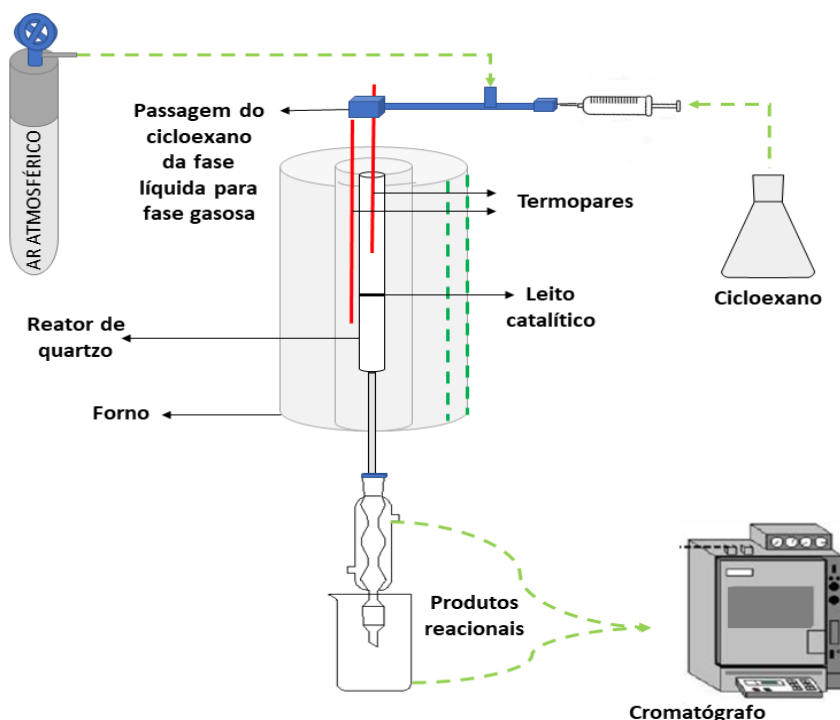 AR ATMOSFÉRICO
Passagem do
cicloexano
da fase
líquida para
fase gasosa
Termopares
Cicloexano
Leito
catalítico
Reator de
quartzo
Forno
Produtos
reacionais
Cromatógrafo